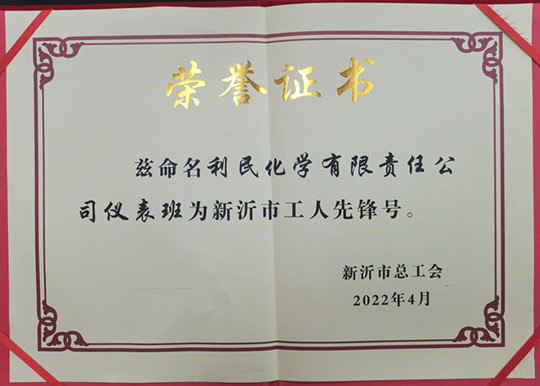 荣誉证书
兹命名利民化学有限责任公
司仪表班为新沂市工人先锋号。
新沂市总工会
2022年4月